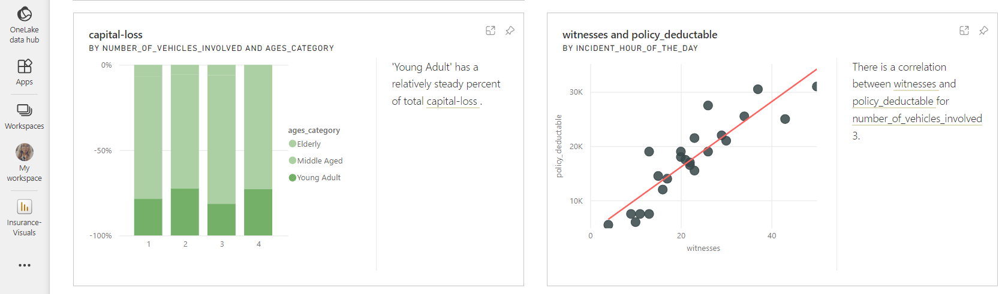 OneLake
data hub
Apps
Workspaces
My
workspace
Insurance-
Visuals
capital-loss
BY NUMBER_OF_VEHICLES_INVOLVED AND AGES_CATEGORY
0%
-50%
-100%
1 2 3 4
ages_category
Elderly
Middle Aged
Young Adult
'Young Adult' has a
relatively steady percent
of total capital-loss .
witnesses and policy_deductable
BY INCIDENT_HOUR_OF_THE_DAY
policy_deductable
30K
20K
10K
0 20 40
witnesses
There is a correlation
between witnesses and
policy_deductable for
number_of_vehicles_involved
3.